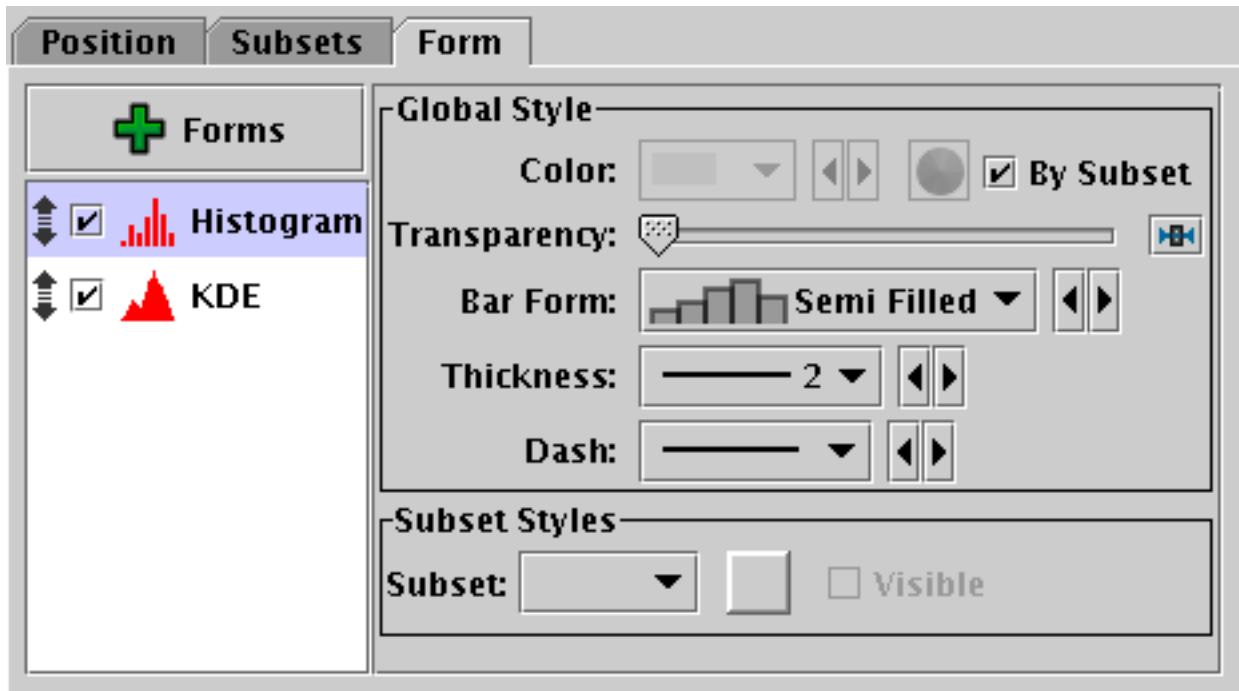 Position Subsets Form
Forms
Histogram
KDE
Global Style
Color: By Subset
Transparency:
Bar Form: Semi Filled
Thickness: 2
Dash:
Subset Styles
Subset: Visible